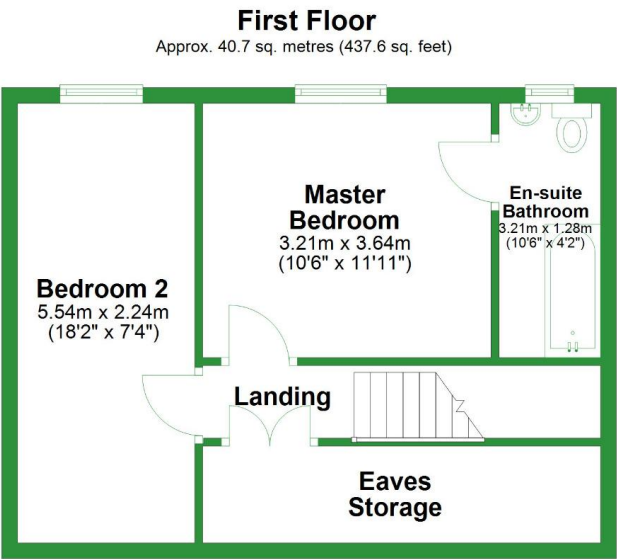 First Floor
Approx. 40.7 sq. metres (437.6 sq. feet)
Master
Bedroom
3.21m x 3.64m
(10'6" x 11'11")
En-suite
Bathroom
3.21m x 1.28m
(10'6" x 4'2")
Bedroom 2
5.54m x 2.24m
(18'2" x 7'4")
Landing
Eaves
Storage